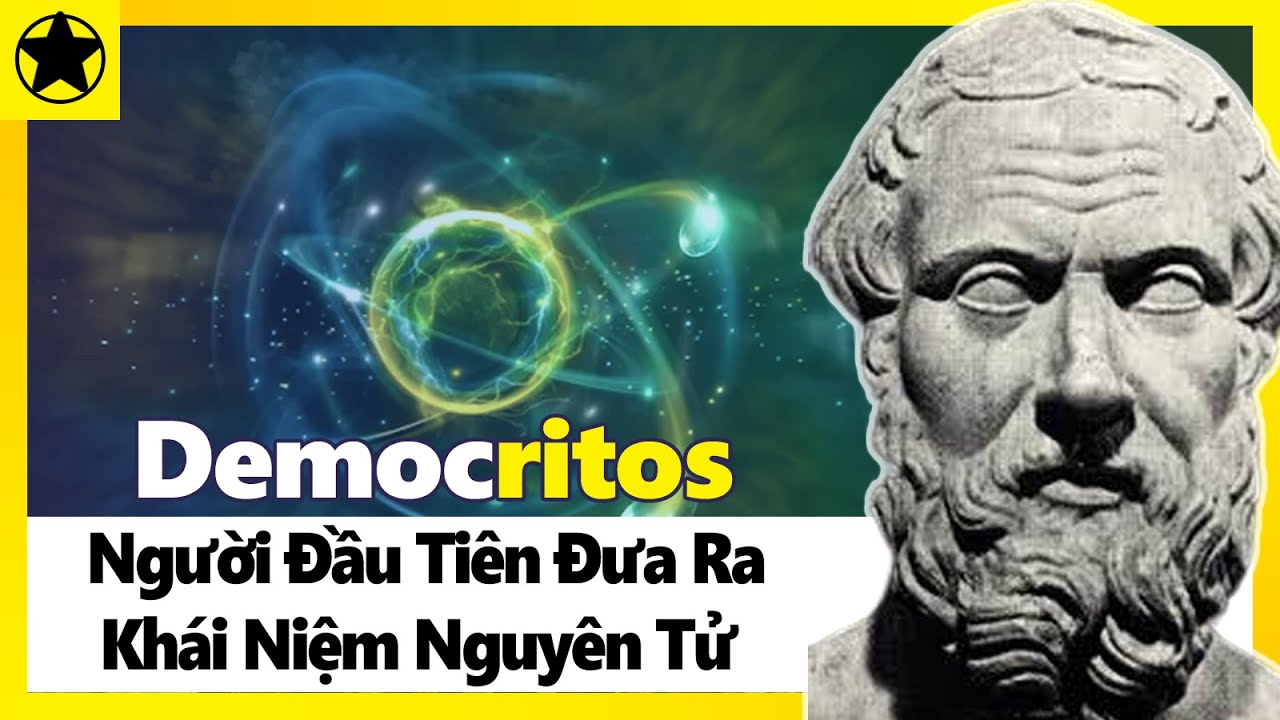 Democritos
Người Đầu Tiên Đưa Ra
Khái Niệm Nguyên Tử